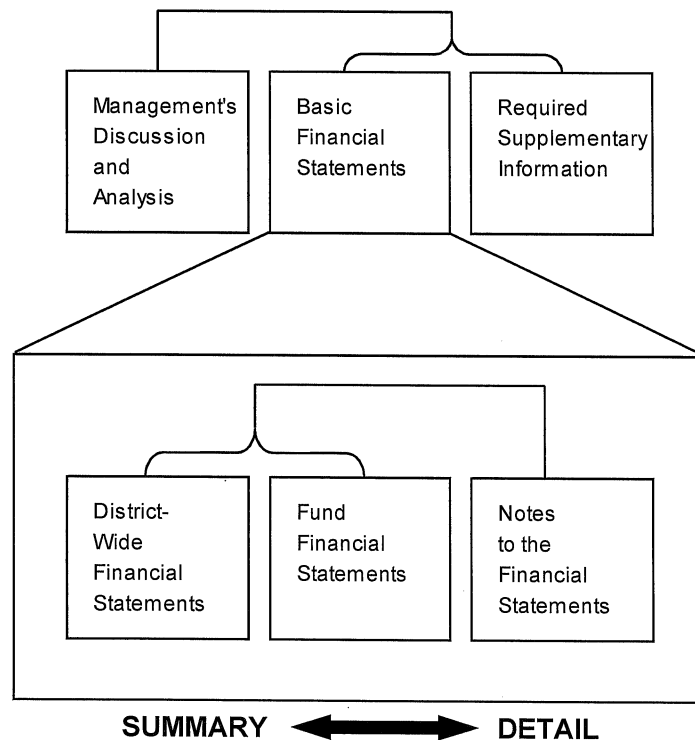 Management's
Discussion
and
Analysis
Basic
Financial
Statements
Required
Supplementary
Information
District-
Wide
Financial
Statements
Fund
Financial
Statements
Notes
to the
Financial
Statements
SUMMARY DETAIL